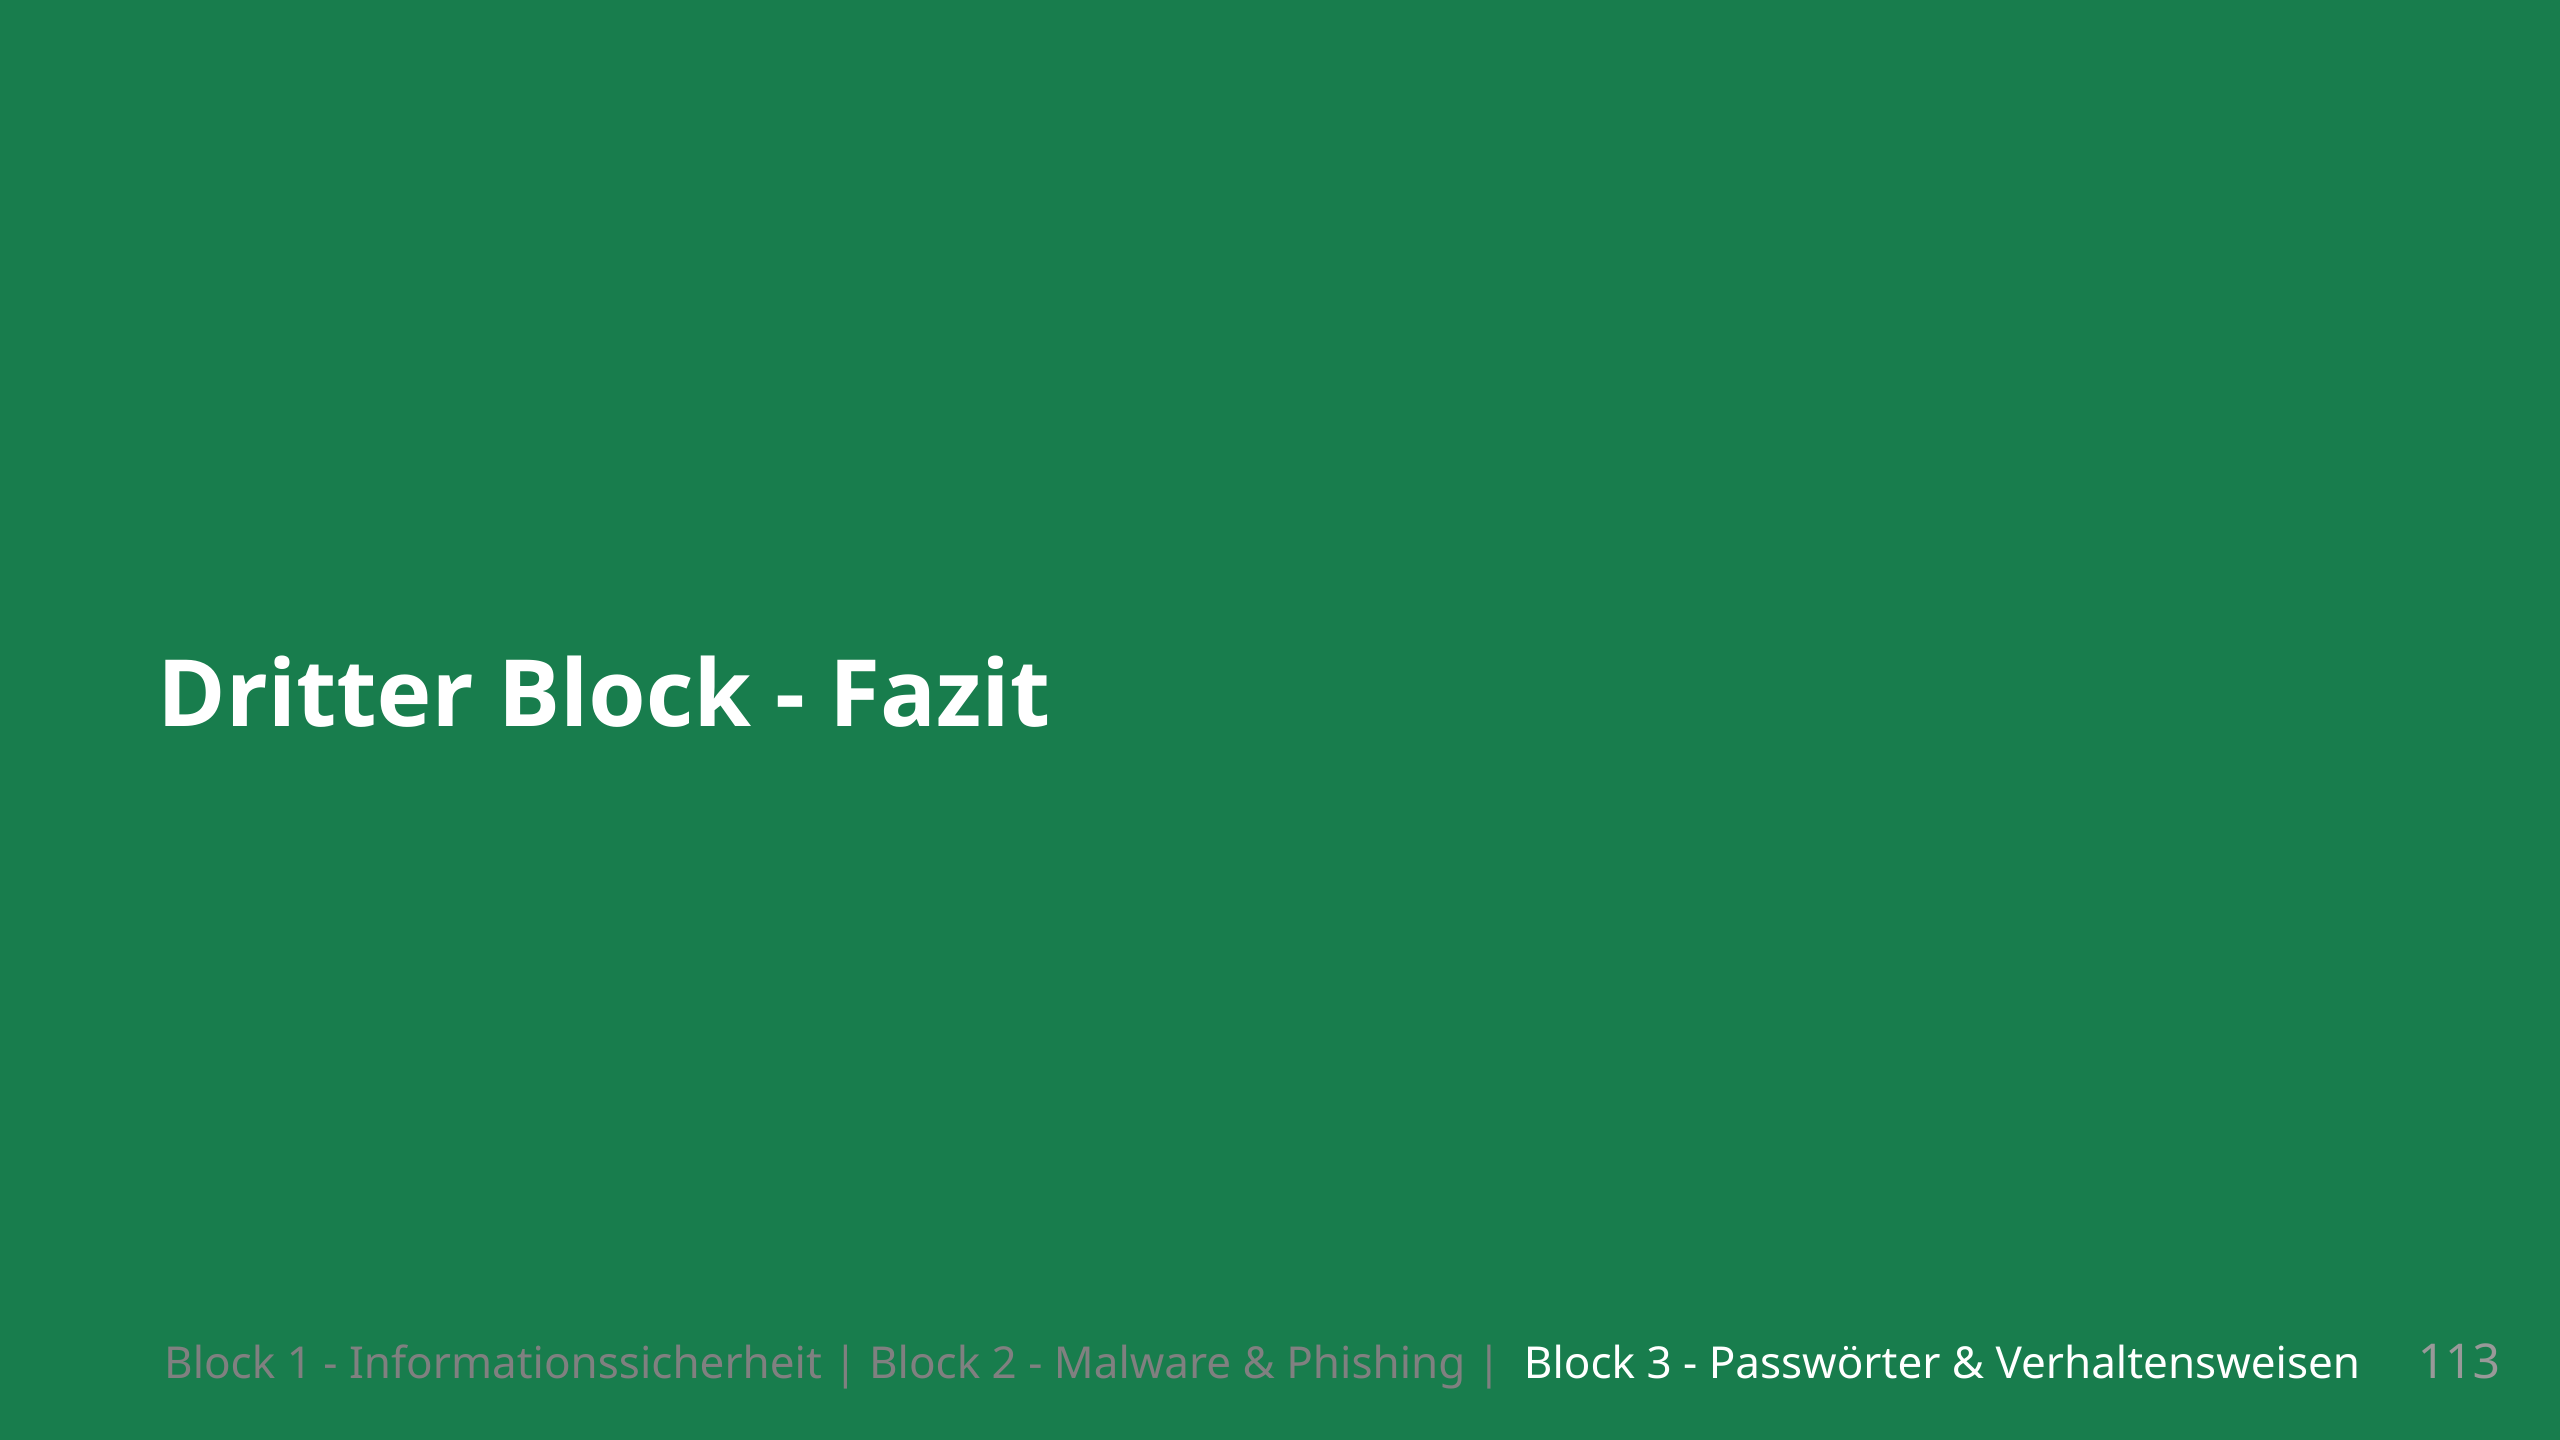 Dritter Block - Fazit
Block 1 - Informationssicherheit | Block 2 - Malware & Phishing | Block 3 - Passwörter & Verhaltensweisen 113